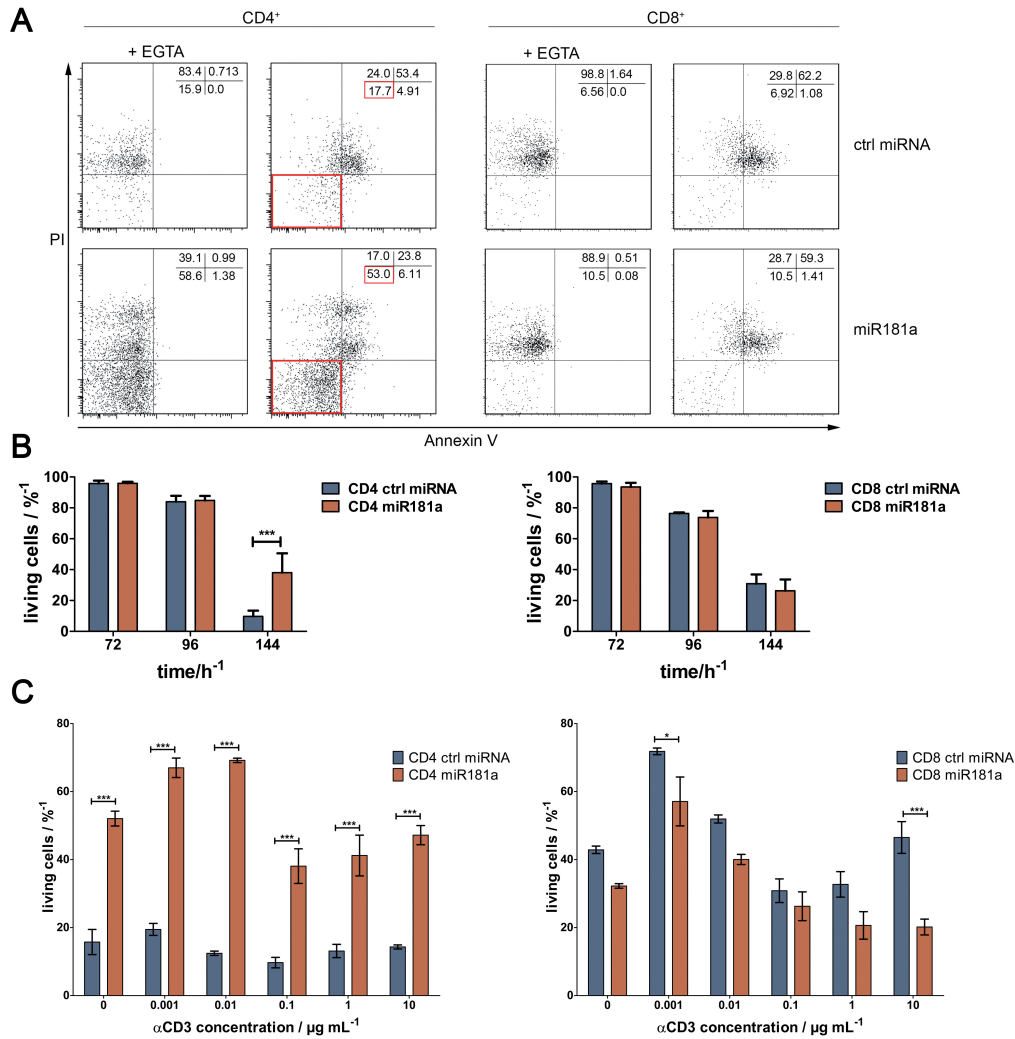 A
CD4+
CD8+
+ EGTA
+ EGTA
83.4 0.713
15.9 0.0
24.0 53.4
17.7 4.91
98.8 1.64
6.56 0.0
29.8 62.2
6.92 1.08
ctrl miRNA
PI
39.1 0.99
58.6 1.38
17.0 23.8
53.0 6.11
88.9 0.51
10.5 0.08
28.7 59.3
10.5 1.41
miR181a
Annexin V
B
living cells / %-1
100
80
60
40
20
0
***
72 96 144
time/h-1
CD4 ctrl miRNA
CD4 miR181a
living cells / %-1
100
80
60
40
20
0
72 96 144
time/h-1
CD8 ctrl miRNA
CD8 miR181a
C
living cells / %-1
80
60
40
20
0
*** *** *** *** *** ***
0 0.001 0.01 0.1 1 10
αCD3 concentration / µg mL-1
CD4 ctrl miRNA
CD4 miR181a
living cells / %-1
80
60
40
20
0
* ***
0 0.001 0.01 0.1 1 10
αCD3 concentration / µg mL-1
CD8 ctrl miRNA
CD8 miR181a